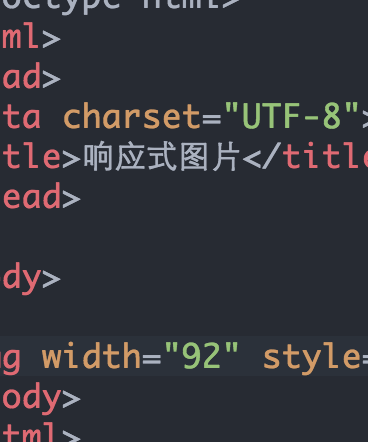 octype html>
ml>
ad>
ta charset="UTF-8">
tle>响应式图片</title
ead>
dy>
g width="92" style=
ody>
tml>